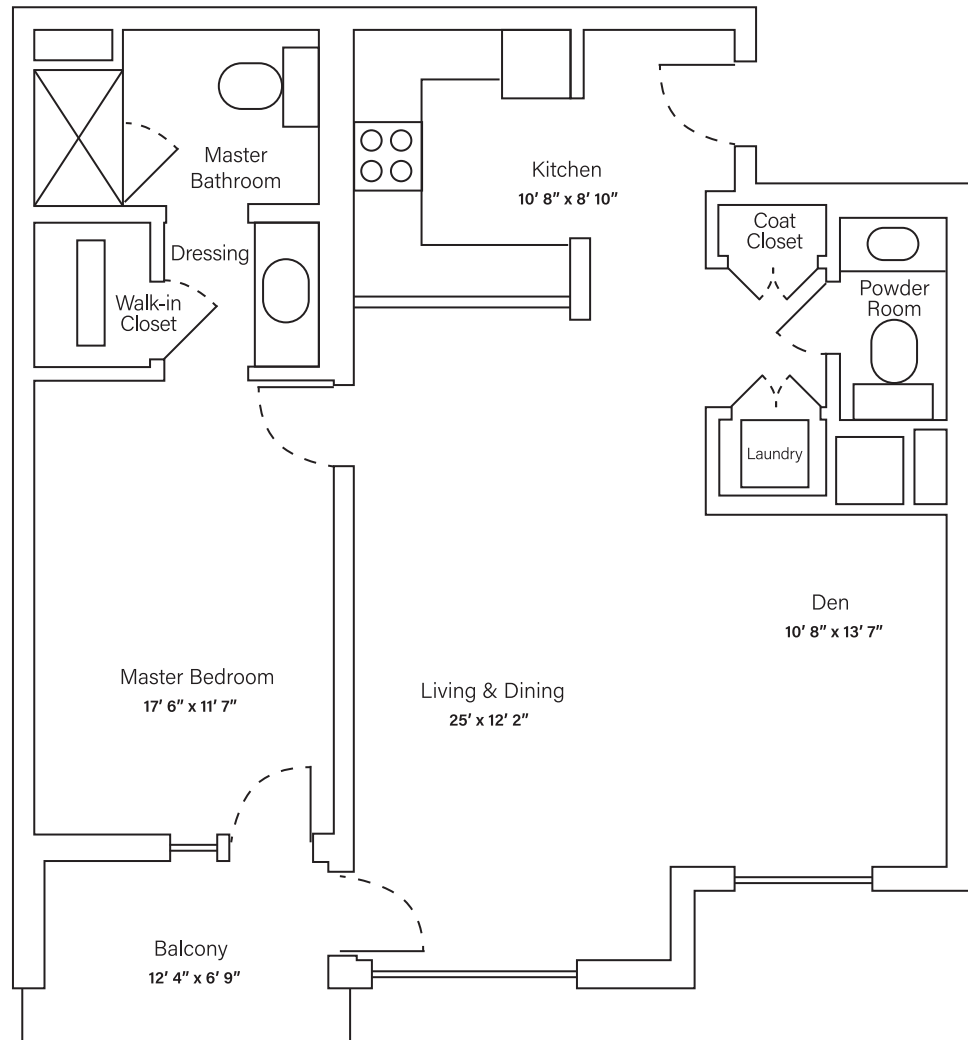 Master
Bathroom
Kitchen
10' 8" x 8' 10"
Coat
Closet
Dressing
Walk-in
Closet
Powder
Room
Laundry
Den
10' 8" x 13' 7"
Master Bedroom
17' 6" x 11' 7"
Living & Dining
25' x 12' 2"
Balcony
12' 4" x 6' 9"